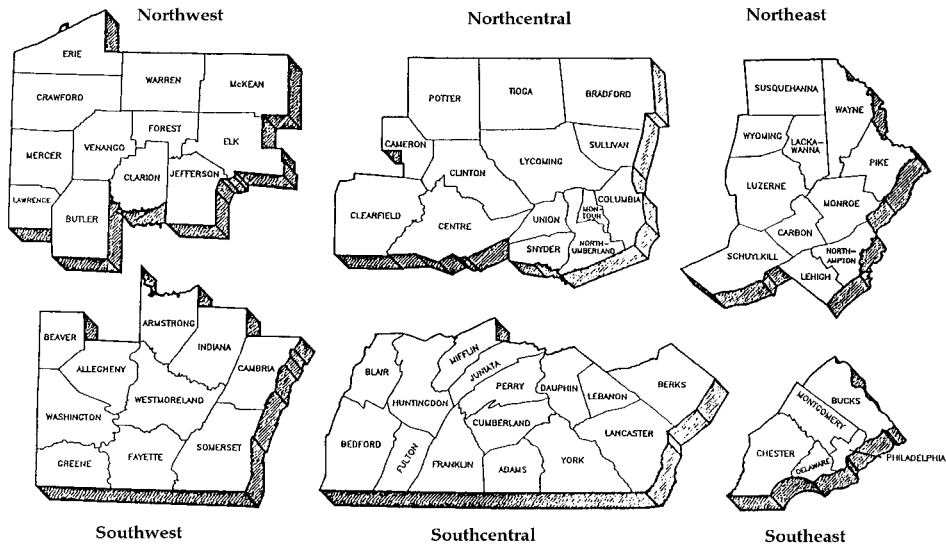 Northwest
ERIE
WARREN
McKEAN
CRAWFORD
FOREST
ELK
VENANGO
MERCER
CLARION
JEFFERSON
LAWRENCE
BUTLER
Northcentral
POTTER
TIOGA
BRADFORD
CAMERON
SULLIVAN
LYCOMING
CLINTON
COLUMBIA
CLEARFIELD
CENTRE
UNION
MON-
TOUR
SNYDER
NORTH-
UMBERLAND
Northeast
SUSQUEHANNA
WAYNE
WYOMING
LACKA-
WANNA
PIKE
LUZERNE
MONROE
CARBON
SCHUYLKILL
NORTH-
AMPTON
LEHIGH
ARMSTRONG
BEAVER
INDIANA
ALLEGHENY
CAMBRIA
WESTMORELAND
WASHINGTON
SOMERSET
GREENE
FAYETTE
Southwest
MIFFLIN
BLAIR
JUNIATA
PERRY
DAUPHIN
BERKS
LEBANON
HUNTINGDON
CUMBERLAND
LANCASTER
BEDFORD
FULTON
FRANKLIN
ADAMS
YORK
Southcentral
BUCKS
MONTGOMERY
CHESTER
DELAWARE
PHILADELPHIA
Southeast